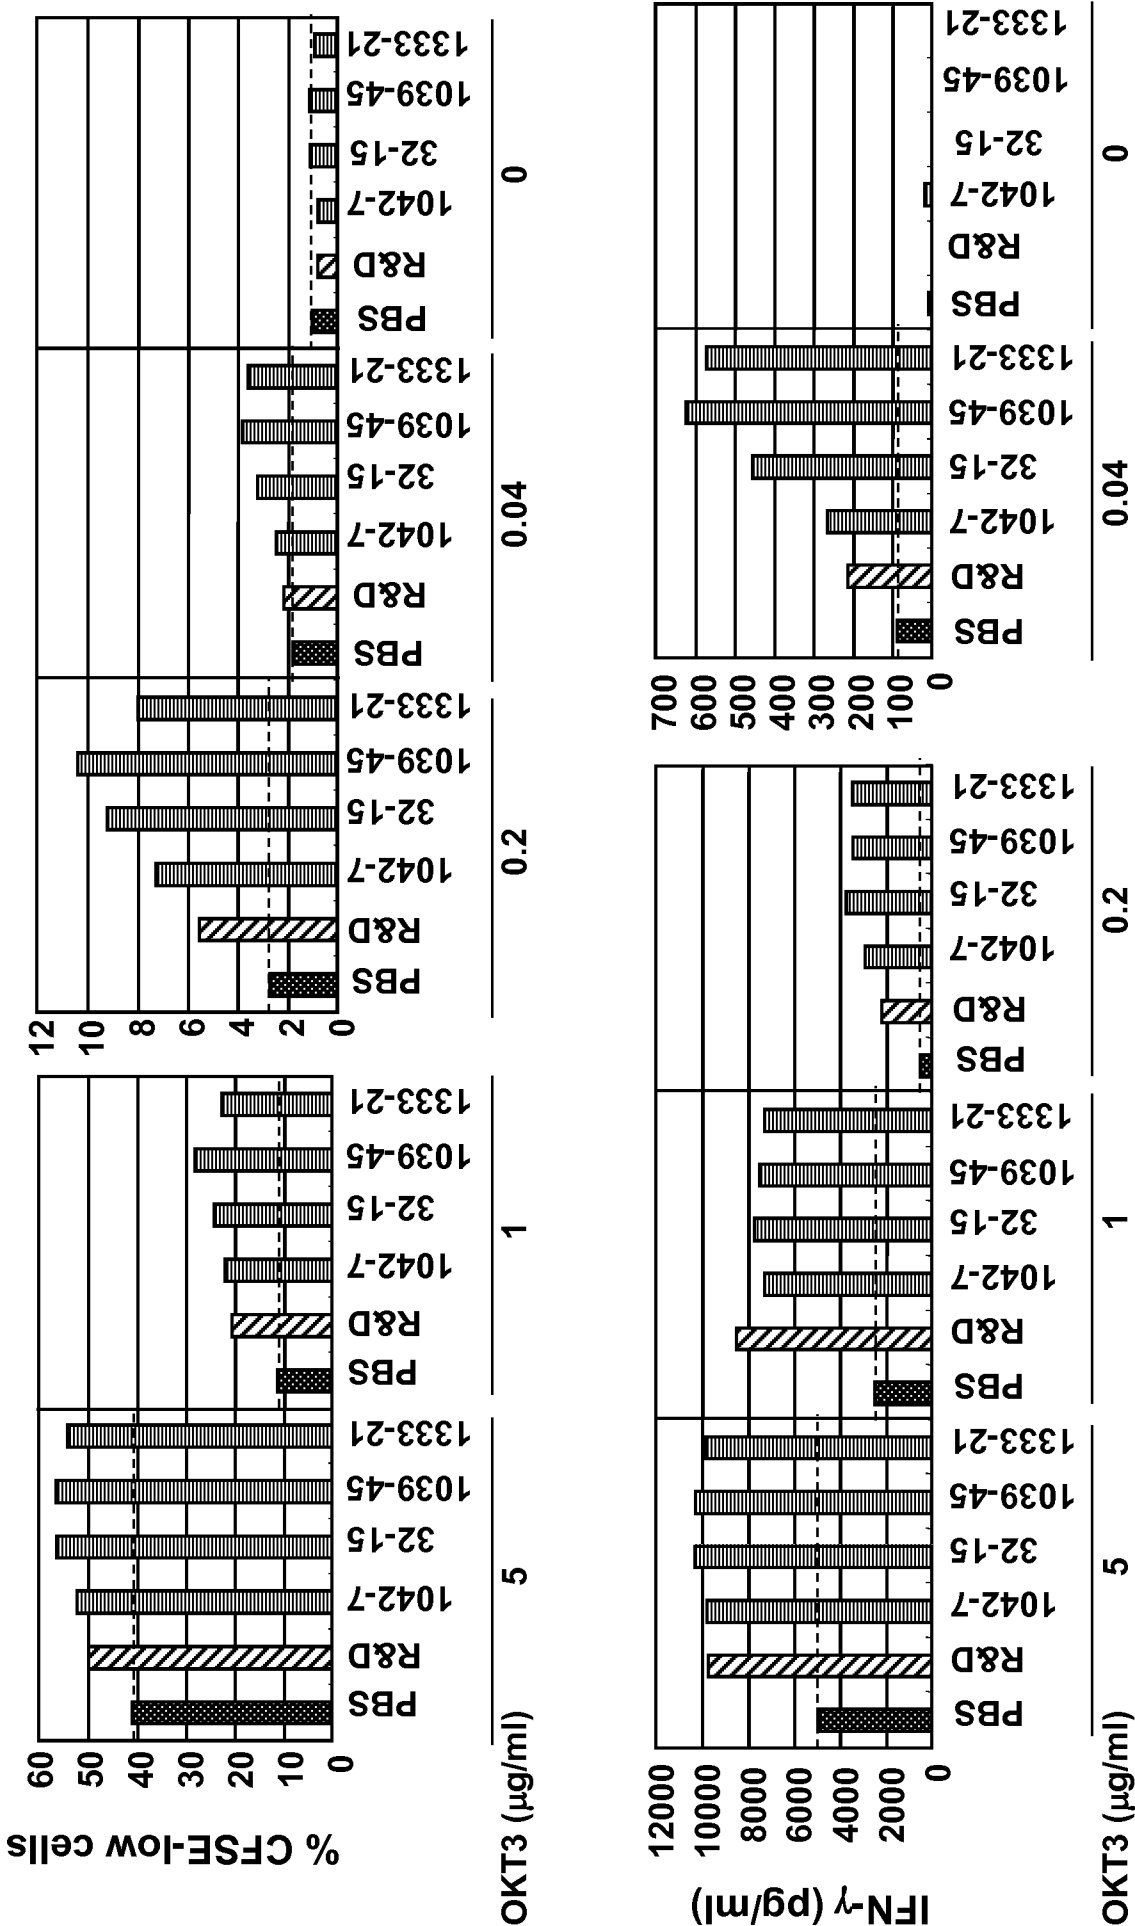 % CFSE-low cells
60
50
40
30
20
10
0
PBS
R&D
1042-7
32-15
1039-45
1333-21
PBS
R&D
1042-7
32-15
1039-45
1333-21
12
10
8
6
4
2
0
PBS
R&D
1042-7
32-15
1039-45
1333-21
PBS
R&D
1042-7
32-15
1039-45
1333-21
PBS
R&D
1042-7
32-15
1039-45
1333-21
OKT3 (μg/ml) 5 1 0.2 0.04 0
IFN-γ (pg/ml)
12000
10000
8000
6000
4000
2000
0
PBS
R&D
1042-7
32-15
1039-45
1333-21
PBS
R&D
1042-7
32-15
1039-45
1333-21
PBS
R&D
1042-7
32-15
1039-45
1333-21
700
600
500
400
300
200
100
0
PBS
R&D
1042-7
32-15
1039-45
1333-21
PBS
R&D
1042-7
32-15
1039-45
1333-21
OKT3 (μg/ml) 5 1 0.2 0.04 0